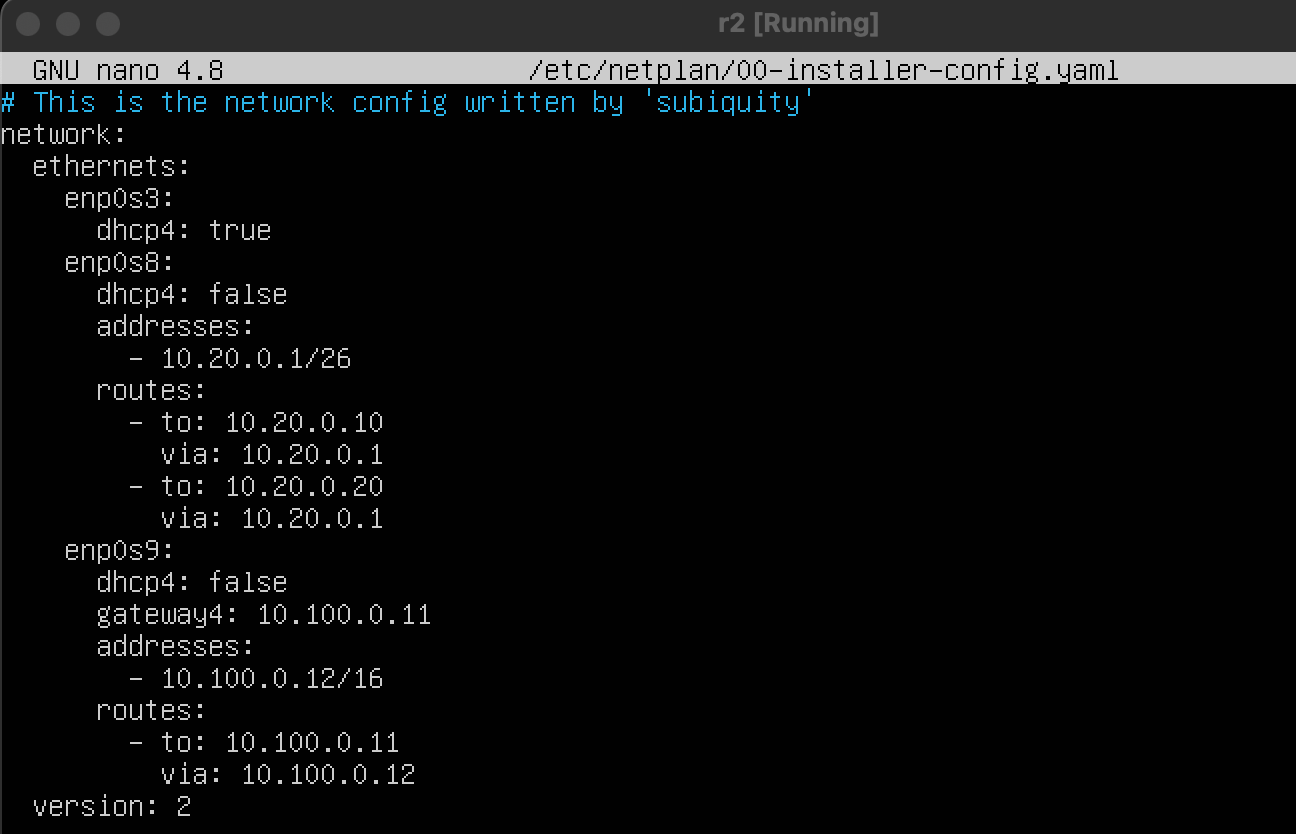 r2 [Running]
GNU nano 4.8 /etc/netplan/00-installer-config.yaml
# This is the network config written by 'subiquity'
network:
  ethernets:
    enp0s3:
      dhcp4: true
    enp0s8:
      dhcp4: false
      addresses:
        - 10.20.0.1/26
      routes:
        - to: 10.20.0.10
          via: 10.20.0.1
        - to: 10.20.0.20
          via: 10.20.0.1
    enp0s9:
      dhcp4: false
      gateway4: 10.100.0.11
      addresses:
        - 10.100.0.12/16
      routes:
        - to: 10.100.0.11
          via: 10.100.0.12
  version: 2